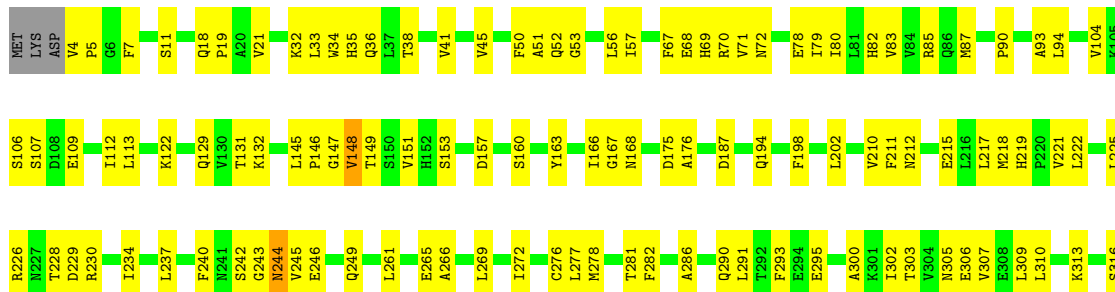 MET LYS ASP V4 P5 G6 F7 S11 Q18 P19 A20 V21 K32 L33 W34 H35 Q36 L37 T38 V41 V45 F50 A51 Q52 G53 L56 I57 F67 E68 H69 R70 V71 N72 E78 I79 I80 L81 H82 V83 V84 R85 Q86 M87 P90 A93 L94 V104 K105
S106 S107 D108 E109 I112 L113 K122 Q129 V130 T131 K132 L145 P146 G147 V148 T149 S150 V151 H152 S153 D157 S160 Y163 I166 G167 N168 D175 A176 D187 Q194 F198 L202 V210 F211 N212 E215 L216 L217 M218 H219 P220 V221 L222
R226 N227 T228 D229 R230 I234 L237 F240 N241 S242 G243 N244 V245 E246 Q249 L261 E265 A266 L269 I272 C276 L277 M278 T281 F282 A286 Q290 L291 T292 F293 E294 E295 A300 K301 I302 T303 V304 N305 E306 V307 E308 L309 L310 K313 S316